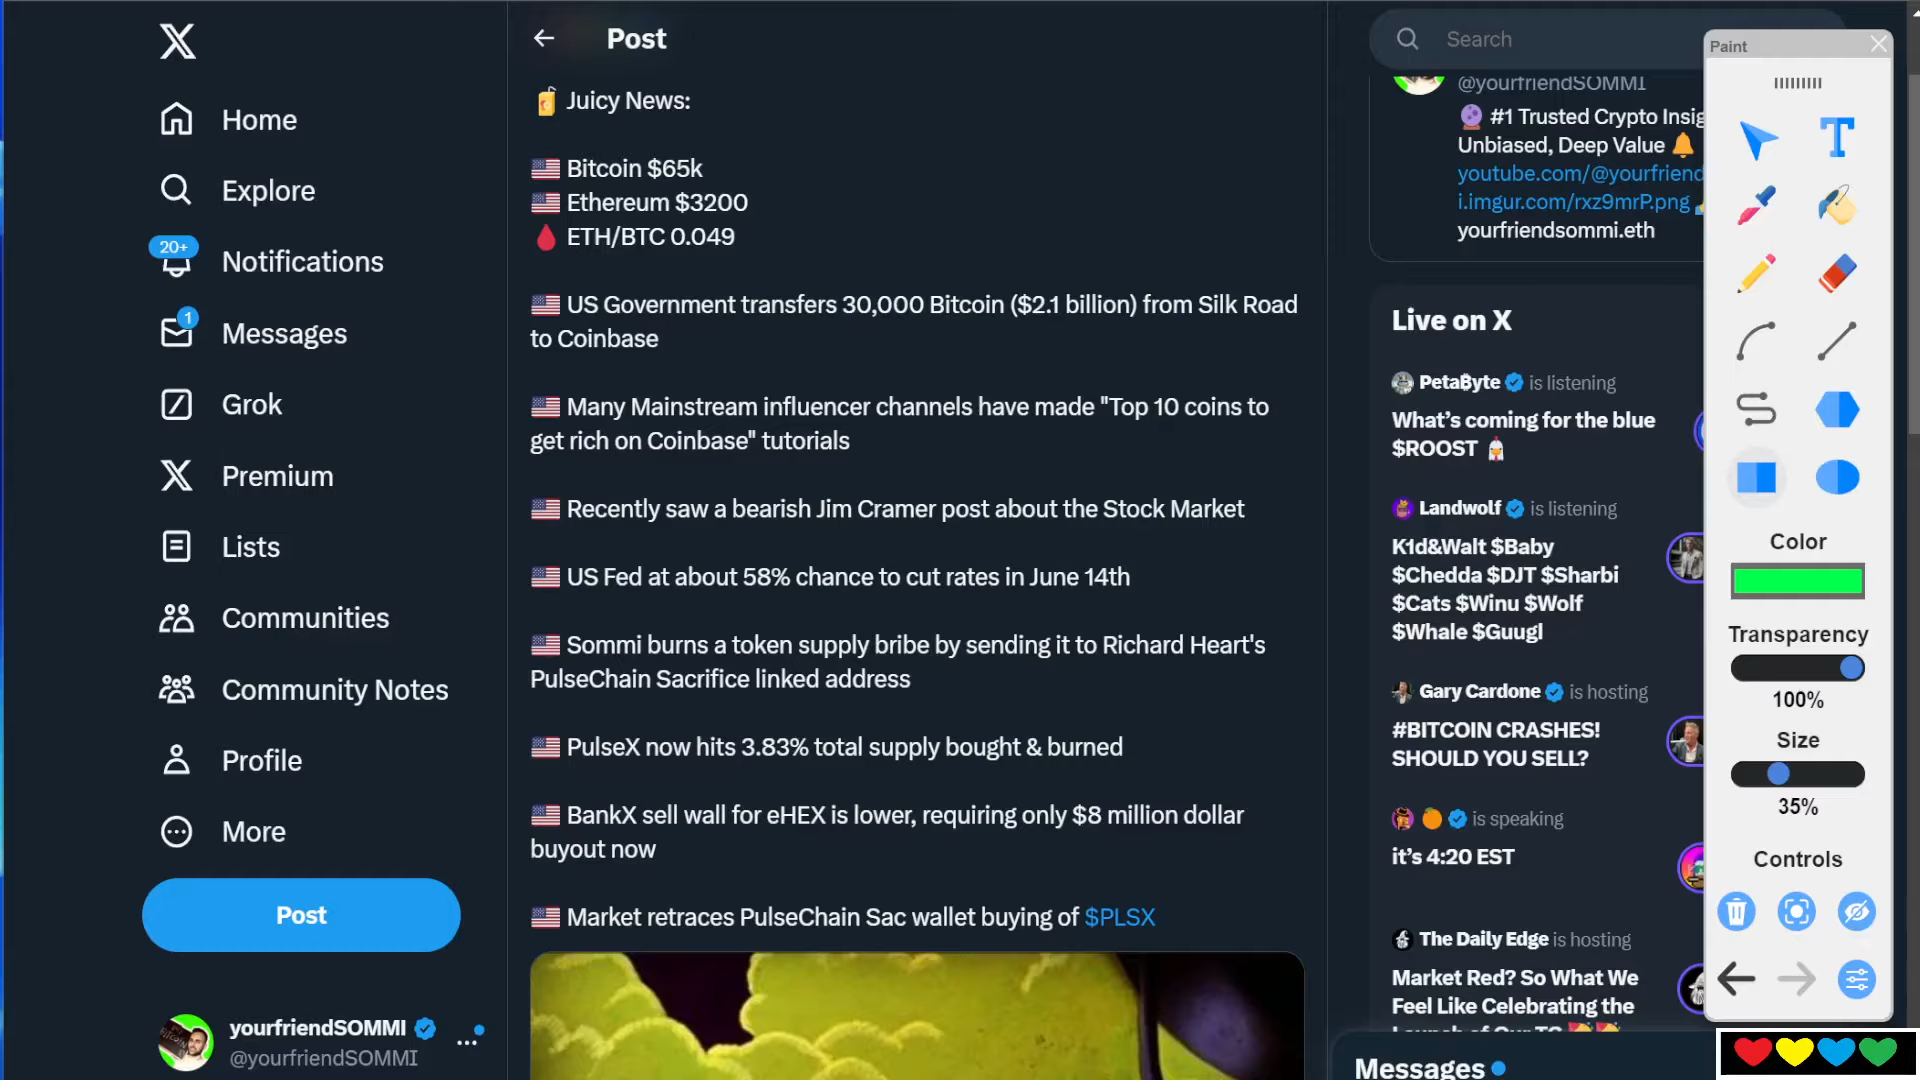 Home
Explore
20+
Notifications
1
Messages
Grok
Premium
Lists
Communities
Community Notes
Profile
More
Post
yourfriendSOMMI
@yourfriendSOMMI
Post
Juicy News:
Bitcoin $65k
Ethereum $3200
ETH/BTC 0.049
US Government transfers 30,000 Bitcoin ($2.1 billion) from Silk Road
to Coinbase
Many Mainstream influencer channels have made "Top 10 coins to
get rich on Coinbase" tutorials
Recently saw a bearish Jim Cramer post about the Stock Market
US Fed at about 58% chance to cut rates in June 14th
Sommi burns a token supply bribe by sending it to Richard Heart's
PulseChain Sacrifice linked address
PulseX now hits 3.83% total supply bought & burned
BankX sell wall for eHEX is lower, requiring only $8 million dollar
buyout now
Market retraces PulseChain Sac wallet buying of $PLSX
Search
@yourfriendSOMMI
#1 Trusted Crypto Insig
Unbiased, Deep Value
youtube.com/@yourfriend
i.imgur.com/rxz9mrP.png
yourfriendsommi.eth
Live on X
PetaɃyte is listening
What's coming for the blue
$ROOST
Landwolf is listening
K1d&Walt $Baby
$Chedda $DJT $Sharbi
$Cats $Winu $Wolf
$Whale $Guugl
Gary Cardone is hosting
#BITCOIN CRASHES!
SHOULD YOU SELL?
is speaking
it's 4:20 EST
The Daily Edge is hosting
Market Red? So What We
Feel Like Celebrating the
Launch of Our TG
Messages
Paint
T
Color
Transparency
100%
Size
35%
Controls